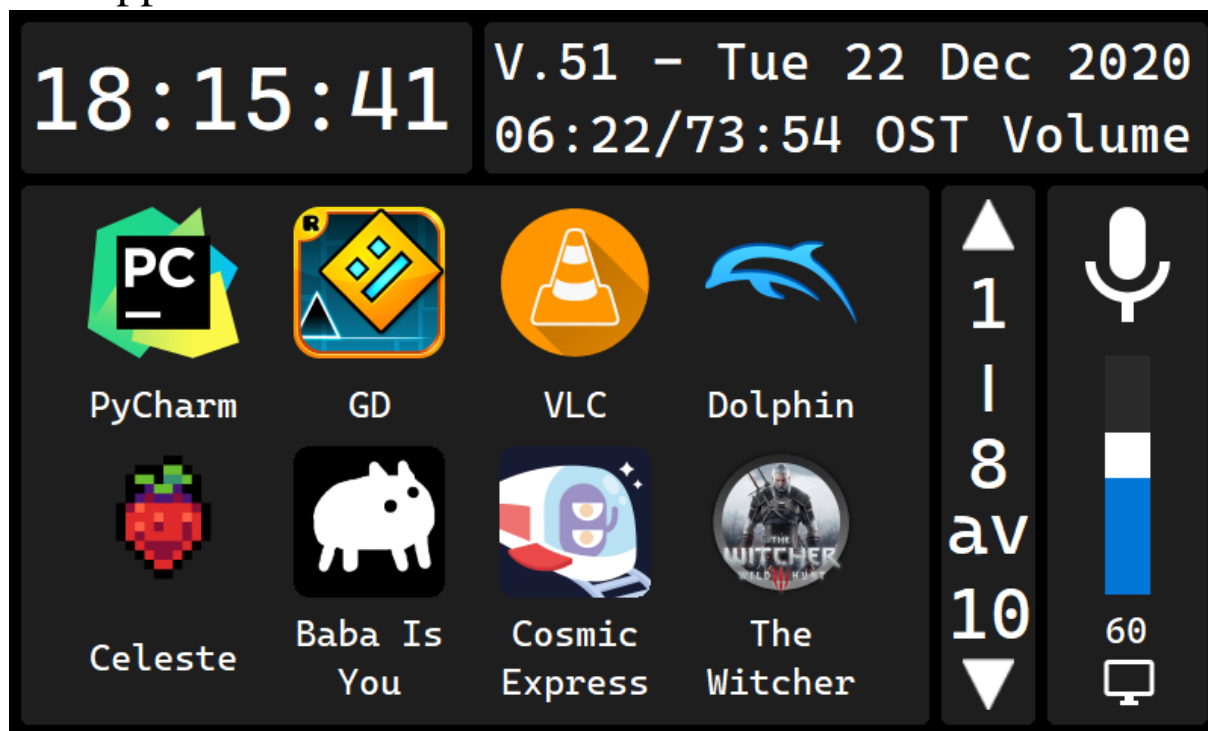 18:15:41
V.51 – Tue 22 Dec 2020
06:22/73:54 OST Volume
PC
R
PyCharm
GD
VLC
Dolphin
THE
WITCHER
WILD HUNT
Celeste
Baba Is
You
Cosmic
Express
The
Witcher
1
|
8
av
10
60